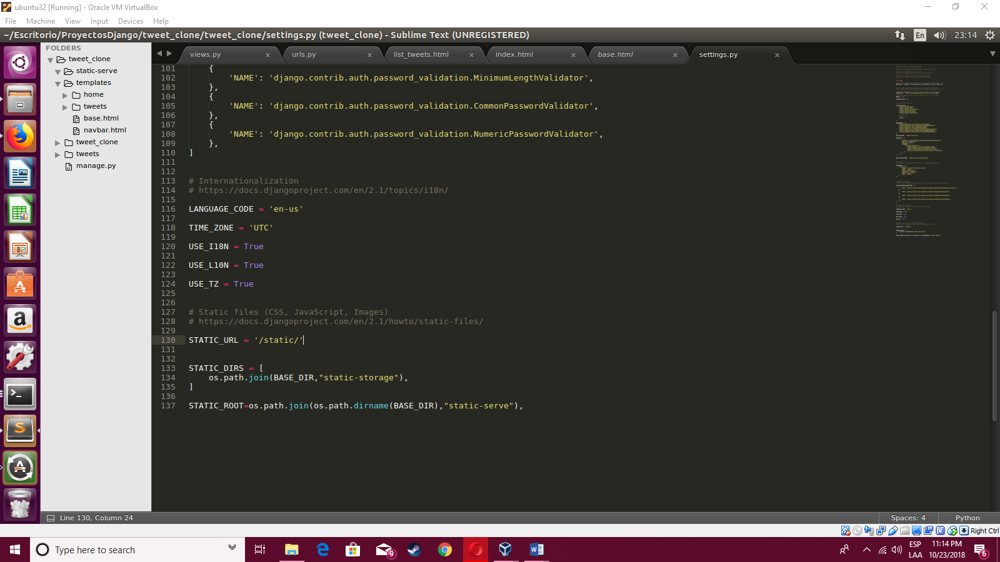 ubuntu32 [Running] - Oracle VM VirtualBox
File Machine View Input Devices Help
~/Escritorio/ProyectosDjango/tweet_clone/tweet_clone/settings.py (tweet_clone) - Sublime Text (UNREGISTERED)
En 23:14
FOLDERS
tweet_clone
static-serve
templates
home
tweets
base.html
navbar.html
tweet_clone
tweets
manage.py
views.py × urls.py × list_tweets.html × index.html × base.html × settings.py ×
101 {
102 'NAME': 'django.contrib.auth.password_validation.MinimumLengthValidator',
103 },
104 {
105 'NAME': 'django.contrib.auth.password_validation.CommonPasswordValidator',
106 },
107 {
108 'NAME': 'django.contrib.auth.password_validation.NumericPasswordValidator',
109 },
110 ]
111
112
113 # Internationalization
114 # https://docs.djangoproject.com/en/2.1/topics/i18n/
115
116 LANGUAGE_CODE = 'en-us'
117
118 TIME_ZONE = 'UTC'
119
120 USE_I18N = True
121
122 USE_L10N = True
123
124 USE_TZ = True
125
126
127 # Static files (CSS, JavaScript, Images)
128 # https://docs.djangoproject.com/en/2.1/howto/static-files/
129
130 STATIC_URL = '/static/'
131
132
133 STATIC_DIRS = [
134 os.path.join(BASE_DIR,"static-storage"),
135 ]
136
137 STATIC_ROOT=os.path.join(os.path.dirname(BASE_DIR),"static-serve"),
Line 130, Column 24 Spaces: 4 Python
Right Ctrl
Type here to search
9
ESP
LAA
11:14 PM
10/23/2018
6